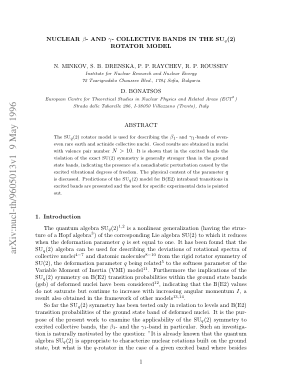 NUCLEAR β- AND γ- COLLECTIVE BANDS IN THE SU_q(2)
ROTATOR MODEL
N. MINKOV, S. B. DRENSKA, P. P. RAYCHEV, R. P. ROUSSEV
Institute for Nuclear Research and Nuclear Energy
72 Tzarigradsko Chaussee Blvd., 1784 Sofia, Bulgaria
D. BONATSOS
European Centre for Theoretical Studies in Nuclear Physics and Related Areas (ECT*)
Strada delle Tabarelle 286, I-38050 Villazzano (Trento), Italy
ABSTRACT
The SU_q(2) rotator model is used for describing the β₁- and γ₁-bands of even-
even rare earth and actinide collective nuclei. Good results are obtained in nuclei
with valence pair number N > 10. It is shown that in the excited bands the
violation of the exact SU(2) symmetry is generally stronger than in the ground
state bands, indicating the presence of a nonadiabatic perturbation caused by the
excited vibrational degrees of freedom. The physical content of the parameter
q is discussed. Predictions of the SU_q(2) model for B(E2) intraband transitions in
excited bands are presented and the need for specific experimental data is pointed
out.
1. Introduction
The quantum algebra SU_q(2)¹,² is a nonlinear generalization (having the struc-
ture of a Hopf algebra³) of the corresponding Lie algebra SU(2) to which it reduces
when the deformation parameter q is set equal to one. It has been found that the
SU_q(2) algebra can be used for describing the deviations of rotational spectra of
collective nuclei⁴⁻⁷ and diatomic molecules⁸⁻¹⁰ from the rigid rotator symmetry of
SU(2), the deformation parameter q being related⁵ to the softness parameter of the
Variable Moment of Inertia (VMI) model¹¹. Furthermore the implications of the
SU_q(2) symmetry on B(E2) transition probabilities within the ground state bands
(gsb) of deformed nuclei have been considered¹², indicating that the B(E2) values
do not saturate but continue to increase with increasing angular momentum J, a
result also obtained in the framework of other models¹³,¹⁴.
So far the SU_q(2) symmetry has been tested only in relation to levels and B(E2)
transition probabilities of the ground state band of deformed nuclei. It is the pur-
pose of the present work to examine the applicability of the SU_q(2) symmetry to
excited collective bands, the β₁- and the γ₁-band in particular. Such an investiga-
tion is naturally motivated by the question: "It is already known that the quantum
algebra SU_q(2) is appropriate to characterize nuclear rotations built on the ground
state, but what is the q-rotator in the case of a given excited band where besides
1
arXiv:nucl-th/9605013v1 9 May 1996